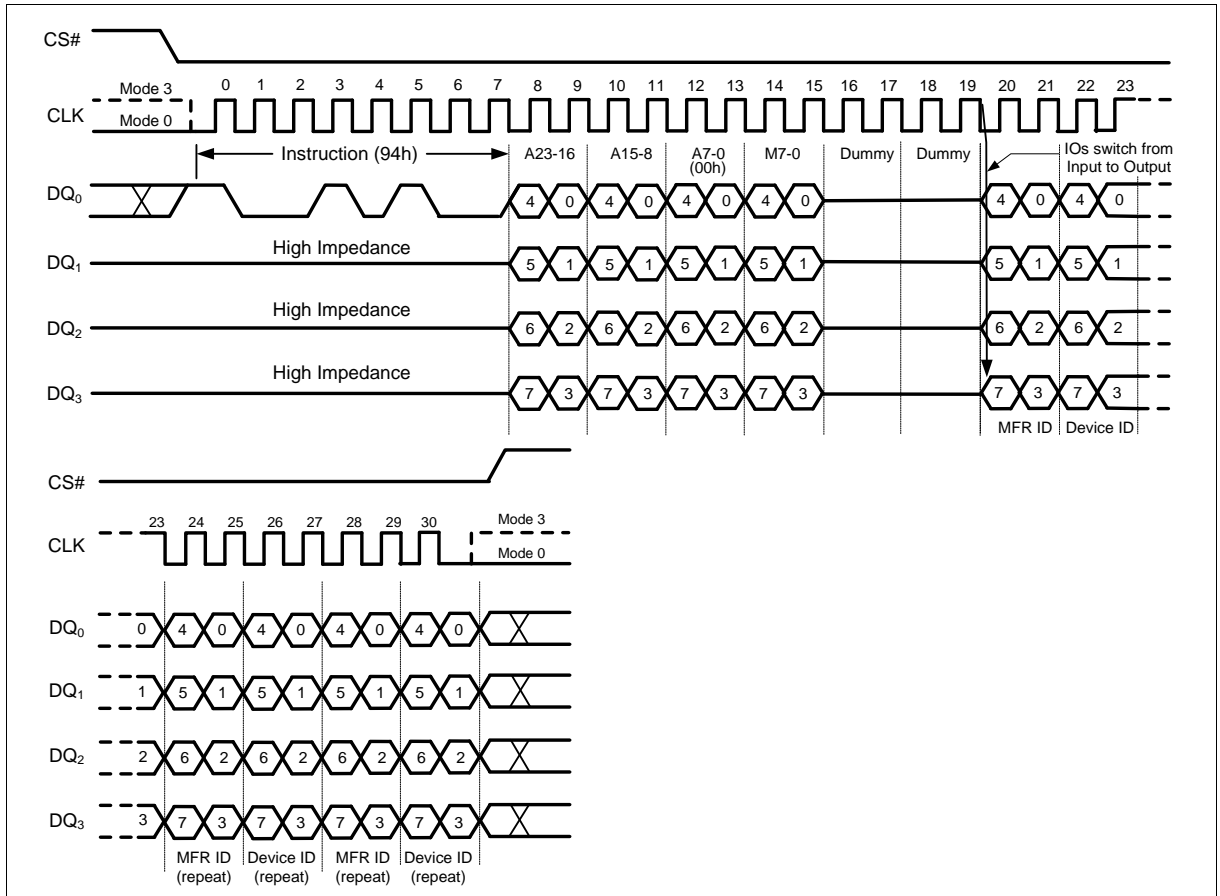 CS#
Mode 3
0 1 2 3 4 5 6 7 8 9 10 11 12 13 14 15 16 17 18 19 20 21 22 23
CLK
Mode 0
Instruction (94h) A23-16 A15-8 A7-0 M7-0 Dummy Dummy IOs switch from
(00h) Input to Output
DQ0 4 0 4 0 4 0 4 0 4 0 4 0
High Impedance
DQ1 5 1 5 1 5 1 5 1 5 1 5 1
High Impedance
DQ2 6 2 6 2 6 2 6 2 6 2 6 2
High Impedance
DQ3 7 3 7 3 7 3 7 3 7 3 7 3
MFR ID Device ID
CS#
23 24 25 26 27 28 29 30 Mode 3
CLK
Mode 0
DQ0 0 4 0 4 0 4 0 4 0
DQ1 1 5 1 5 1 5 1 5 1
DQ2 2 6 2 6 2 6 2 6 2
DQ3 3 7 3 7 3 7 3 7 3
MFR ID Device ID MFR ID Device ID
(repeat) (repeat) (repeat) (repeat)